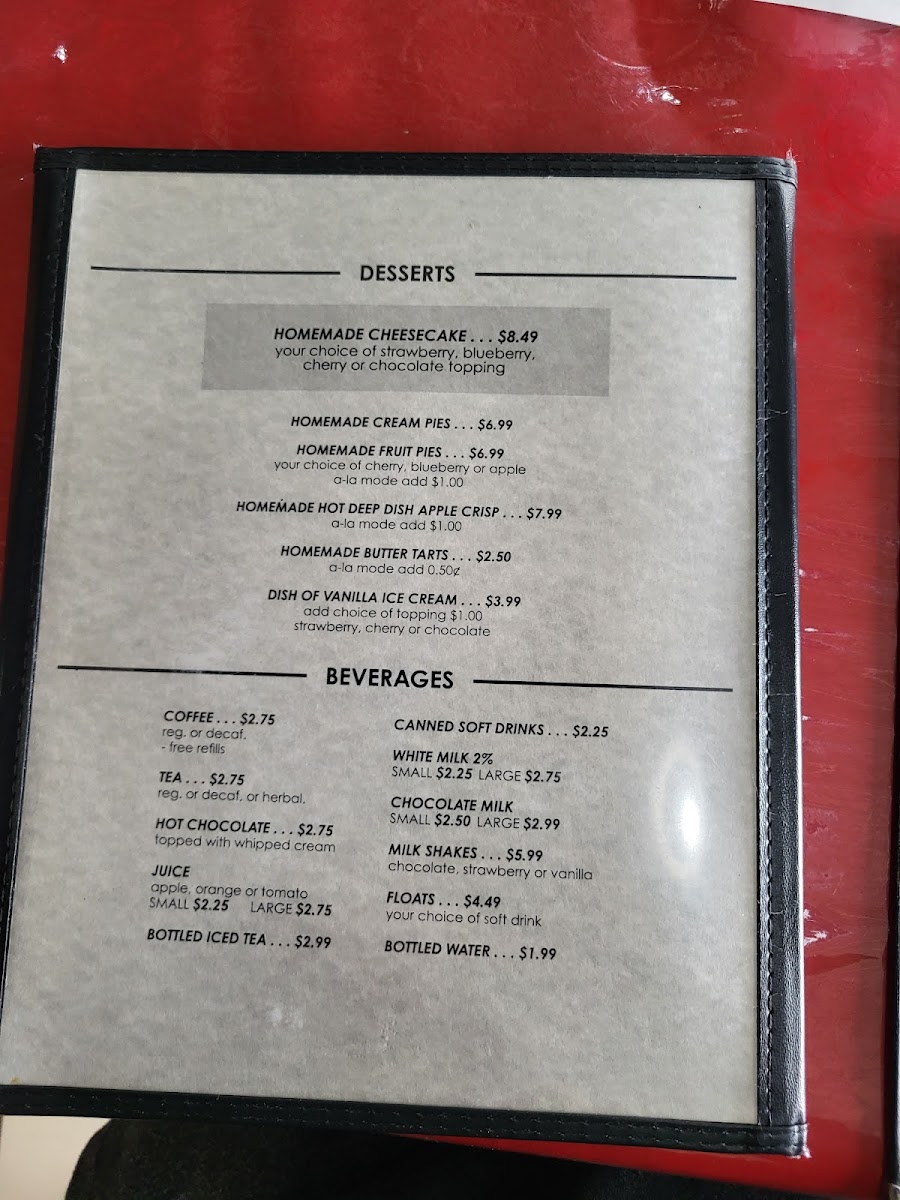 DESSERTS
HOMEMADE CHEESECAKE . . . $8.49
your choice of strawberry, blueberry,
cherry or chocolate topping
HOMEMADE CREAM PIES . . . $6.99
HOMEMADE FRUIT PIES . . . $6.99
your choice of cherry, blueberry or apple
a-la mode add $1.00
HOMEMADE HOT DEEP DISH APPLE CRISP . . . $7.99
a-la mode add $1.00
HOMEMADE BUTTER TARTS . . . $2.50
a-la mode add 0.50¢
DISH OF VANILLA ICE CREAM . . . $3.99
add choice of topping $1.00
strawberry, cherry or chocolate
BEVERAGES
COFFEE . . . $2.75
reg. or decaf.
- free refills
TEA . . . $2.75
reg. or decaf, or herbal.
HOT CHOCOLATE . . . $2.75
topped with whipped cream
JUICE
apple, orange or tomato
SMALL $2.25 LARGE $2.75
BOTTLED ICED TEA . . . $2.99
CANNED SOFT DRINKS . . . $2.25
WHITE MILK 2%
SMALL $2.25 LARGE $2.75
CHOCOLATE MILK
SMALL $2.50 LARGE $2.99
MILK SHAKES . . . $5.99
chocolate, strawberry or vanilla
FLOATS . . . $4.49
your choice of soft drink
BOTTLED WATER . . . $1.99